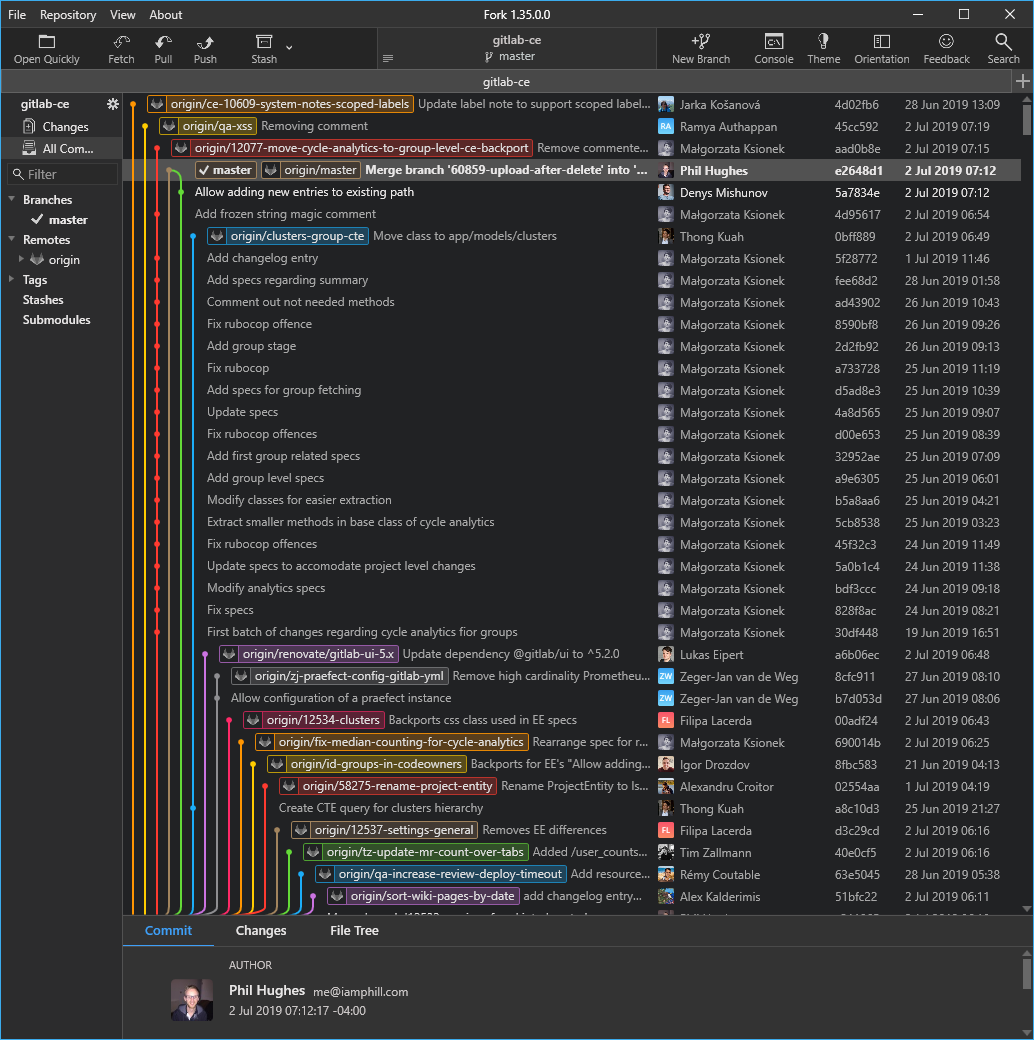 File Repository View About Fork 1.35.0.0
Open Quickly Fetch Pull Push Stash gitlab-ce master New Branch Console Theme Orientation Feedback Search
gitlab-ce
gitlab-ce
Changes
All Com...
Filter
Branches
master
Remotes
origin
Tags
Stashes
Submodules
origin/ce-10609-system-notes-scoped-labels Update label note to support scoped label... Jarka Košanová 4d02fb6 28 Jun 2019 13:09
origin/qa-xss Removing comment RA Ramya Authappan 45cc592 2 Jul 2019 07:19
origin/12077-move-cycle-analytics-to-group-level-ce-backport Remove commente... Małgorzata Ksionek aad0b8e 2 Jul 2019 07:15
master origin/master Merge branch '60859-upload-after-delete' into '... Phil Hughes e2648d1 2 Jul 2019 07:12
Allow adding new entries to existing path Denys Mishunov 5a7834e 2 Jul 2019 07:12
Add frozen string magic comment Małgorzata Ksionek 4d95617 2 Jul 2019 06:54
origin/clusters-group-cte Move class to app/models/clusters Thong Kuah 0bff889 2 Jul 2019 06:49
Add changelog entry Małgorzata Ksionek 5f28772 1 Jul 2019 11:46
Add specs regarding summary Małgorzata Ksionek fee68d2 28 Jun 2019 01:58
Comment out not needed methods Małgorzata Ksionek ad43902 26 Jun 2019 10:43
Fix rubocop offence Małgorzata Ksionek 8590bf8 26 Jun 2019 09:26
Add group stage Małgorzata Ksionek 2d2fb92 26 Jun 2019 09:13
Fix rubocop Małgorzata Ksionek a733728 25 Jun 2019 11:19
Add specs for group fetching Małgorzata Ksionek d5ad8e3 25 Jun 2019 10:39
Update specs Małgorzata Ksionek 4a8d565 25 Jun 2019 09:07
Fix rubocop offences Małgorzata Ksionek d00e653 25 Jun 2019 08:39
Add first group related specs Małgorzata Ksionek 32952ae 25 Jun 2019 07:09
Add group level specs Małgorzata Ksionek a9e6305 25 Jun 2019 06:01
Modify classes for easier extraction Małgorzata Ksionek b5a8aa6 25 Jun 2019 04:21
Extract smaller methods in base class of cycle analytics Małgorzata Ksionek 5cb8538 25 Jun 2019 03:23
Fix rubocop offences Małgorzata Ksionek 45f32c3 24 Jun 2019 11:49
Update specs to accomodate project level changes Małgorzata Ksionek 5a0b1c4 24 Jun 2019 11:38
Modify analytics specs Małgorzata Ksionek bdf3ccc 24 Jun 2019 09:18
Fix specs Małgorzata Ksionek 828f8ac 24 Jun 2019 08:21
First batch of changes regarding cycle analytics fior groups Małgorzata Ksionek 30df448 19 Jun 2019 16:51
origin/renovate/gitlab-ui-5.x Update dependency @gitlab/ui to ^5.2.0 Lukas Eipert a6b06ec 2 Jul 2019 06:48
origin/zj-praefect-config-gitlab-yml Remove high cardinality Prometheu... ZW Zeger-Jan van de Weg 8cfc911 27 Jun 2019 08:10
Allow configuration of a praefect instance ZW Zeger-Jan van de Weg b7d053d 27 Jun 2019 08:06
origin/12534-clusters Backports css class used in EE specs FL Filipa Lacerda 00adf24 2 Jul 2019 06:43
origin/fix-median-counting-for-cycle-analytics Rearrange spec for r... Małgorzata Ksionek 690014b 2 Jul 2019 06:25
origin/id-groups-in-codeowners Backports for EE's "Allow adding... Igor Drozdov 8fbc583 21 Jun 2019 04:13
origin/58275-rename-project-entity Rename ProjectEntity to Is... Alexandru Croitor 02554aa 1 Jul 2019 04:19
Create CTE query for clusters hierarchy Thong Kuah a8c10d3 25 Jun 2019 21:27
origin/12537-settings-general Removes EE differences FL Filipa Lacerda d3c29cd 2 Jul 2019 06:16
origin/tz-update-mr-count-over-tabs Added /user_counts... Tim Zallmann 40e0cf5 2 Jul 2019 06:16
origin/qa-increase-review-deploy-timeout Add resource... Rémy Coutable 63e5045 28 Jun 2019 05:38
origin/sort-wiki-pages-by-date add changelog entry... Alex Kalderimis 51bfc22 2 Jul 2019 06:11
Commit Changes File Tree
AUTHOR
Phil Hughes me@iamphill.com
2 Jul 2019 07:12:17 -04:00